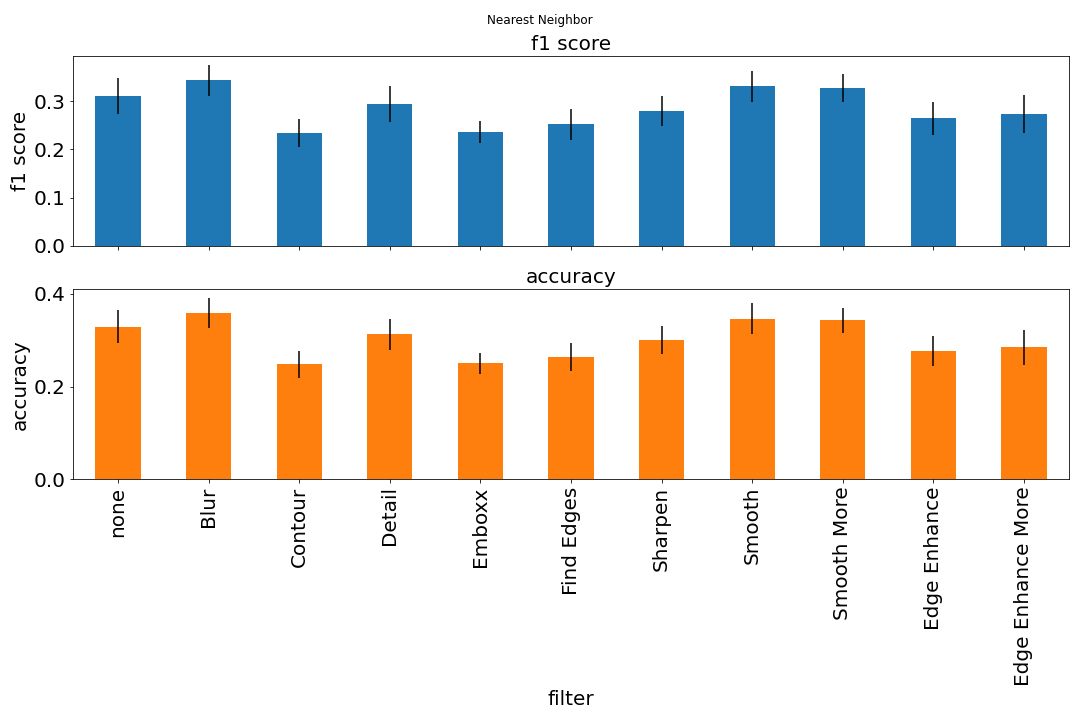 Nearest Neighbor
f1 score
f1 score
0.3
0.2
0.1
0.0
accuracy
accuracy
0.4
0.2
0.0
none
Blur
Contour
Detail
Emboxx
Find Edges
Sharpen
Smooth
Smooth More
Edge Enhance
Edge Enhance More
filter